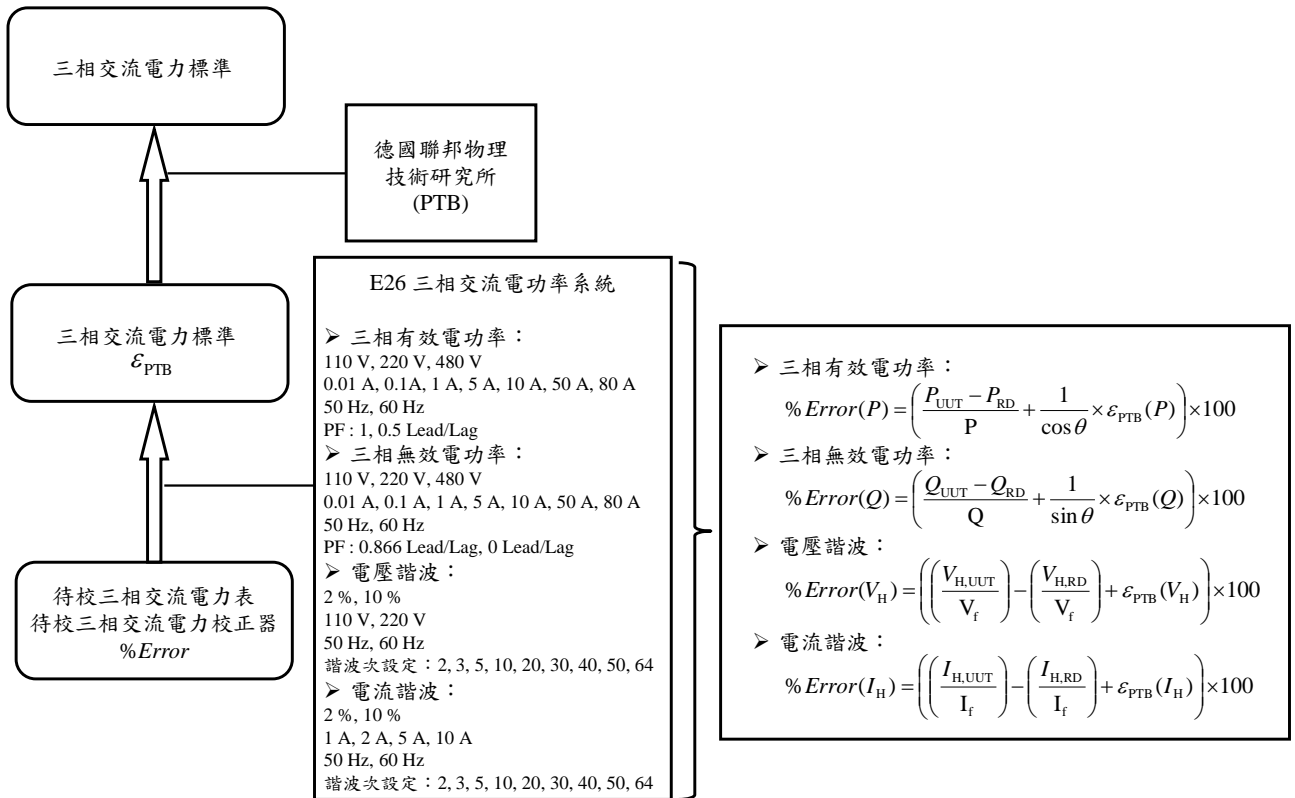 三相交流電力標準
德國聯邦物理
技術研究所
(PTB)
三相交流電力標準
ε_PTB
待校三相交流電力表
待校三相交流電力校正器
%Error
E26 三相交流電功率系統
➢ 三相有效電功率：
110 V, 220 V, 480 V
0.01 A, 0.1A, 1 A, 5 A, 10 A, 50 A, 80 A
50 Hz, 60 Hz
PF : 1, 0.5 Lead/Lag
➢ 三相無效電功率：
110 V, 220 V, 480 V
0.01 A, 0.1 A, 1 A, 5 A, 10 A, 50 A, 80 A
50 Hz, 60 Hz
PF : 0.866 Lead/Lag, 0 Lead/Lag
➢ 電壓諧波：
2 %, 10 %
110 V, 220 V
50 Hz, 60 Hz
諧波次設定：2, 3, 5, 10, 20, 30, 40, 50, 64
➢ 電流諧波：
2 %, 10 %
1 A, 2 A, 5 A, 10 A
50 Hz, 60 Hz
諧波次設定：2, 3, 5, 10, 20, 30, 40, 50, 64
➢ 三相有效電功率：
%Error(P) = ((P_UUT − P_RD)/P + 1/cos θ × ε_PTB(P)) × 100
➢ 三相無效電功率：
%Error(Q) = ((Q_UUT − Q_RD)/Q + 1/sin θ × ε_PTB(Q)) × 100
➢ 電壓諧波：
%Error(V_H) = ((V_H,UUT/V_f) − (V_H,RD/V_f) + ε_PTB(V_H)) × 100
➢ 電流諧波：
%Error(I_H) = ((I_H,UUT/I_f) − (I_H,RD/I_f) + ε_PTB(I_H)) × 100